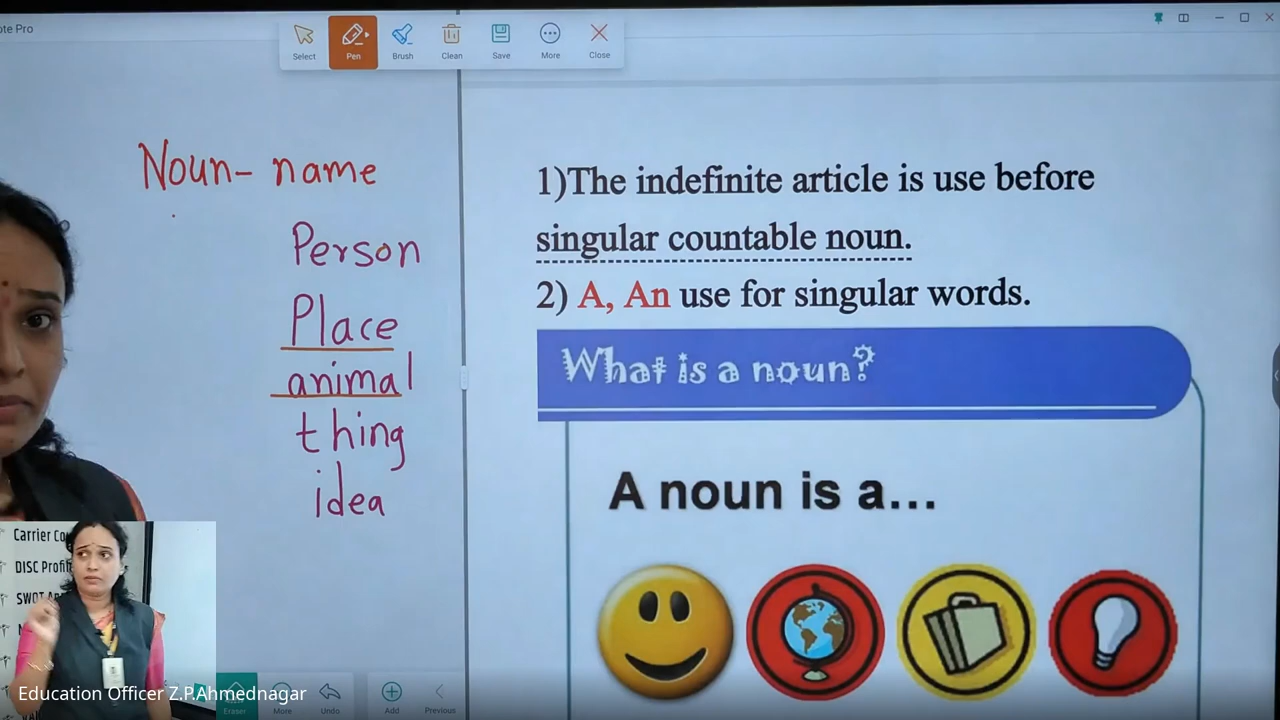 ote Pro
Select Pen Brush Clean Save More Close
Noun- name
Person
Place
animal
thing
idea
1)The indefinite article is use before
singular countable noun.
2) A, An use for singular words.
What is a noun?
A noun is a...
Carrier Co
DISC Profil
SWOT A
Education Officer Z.P.Ahmednagar
Eraser More Undo Add Previous